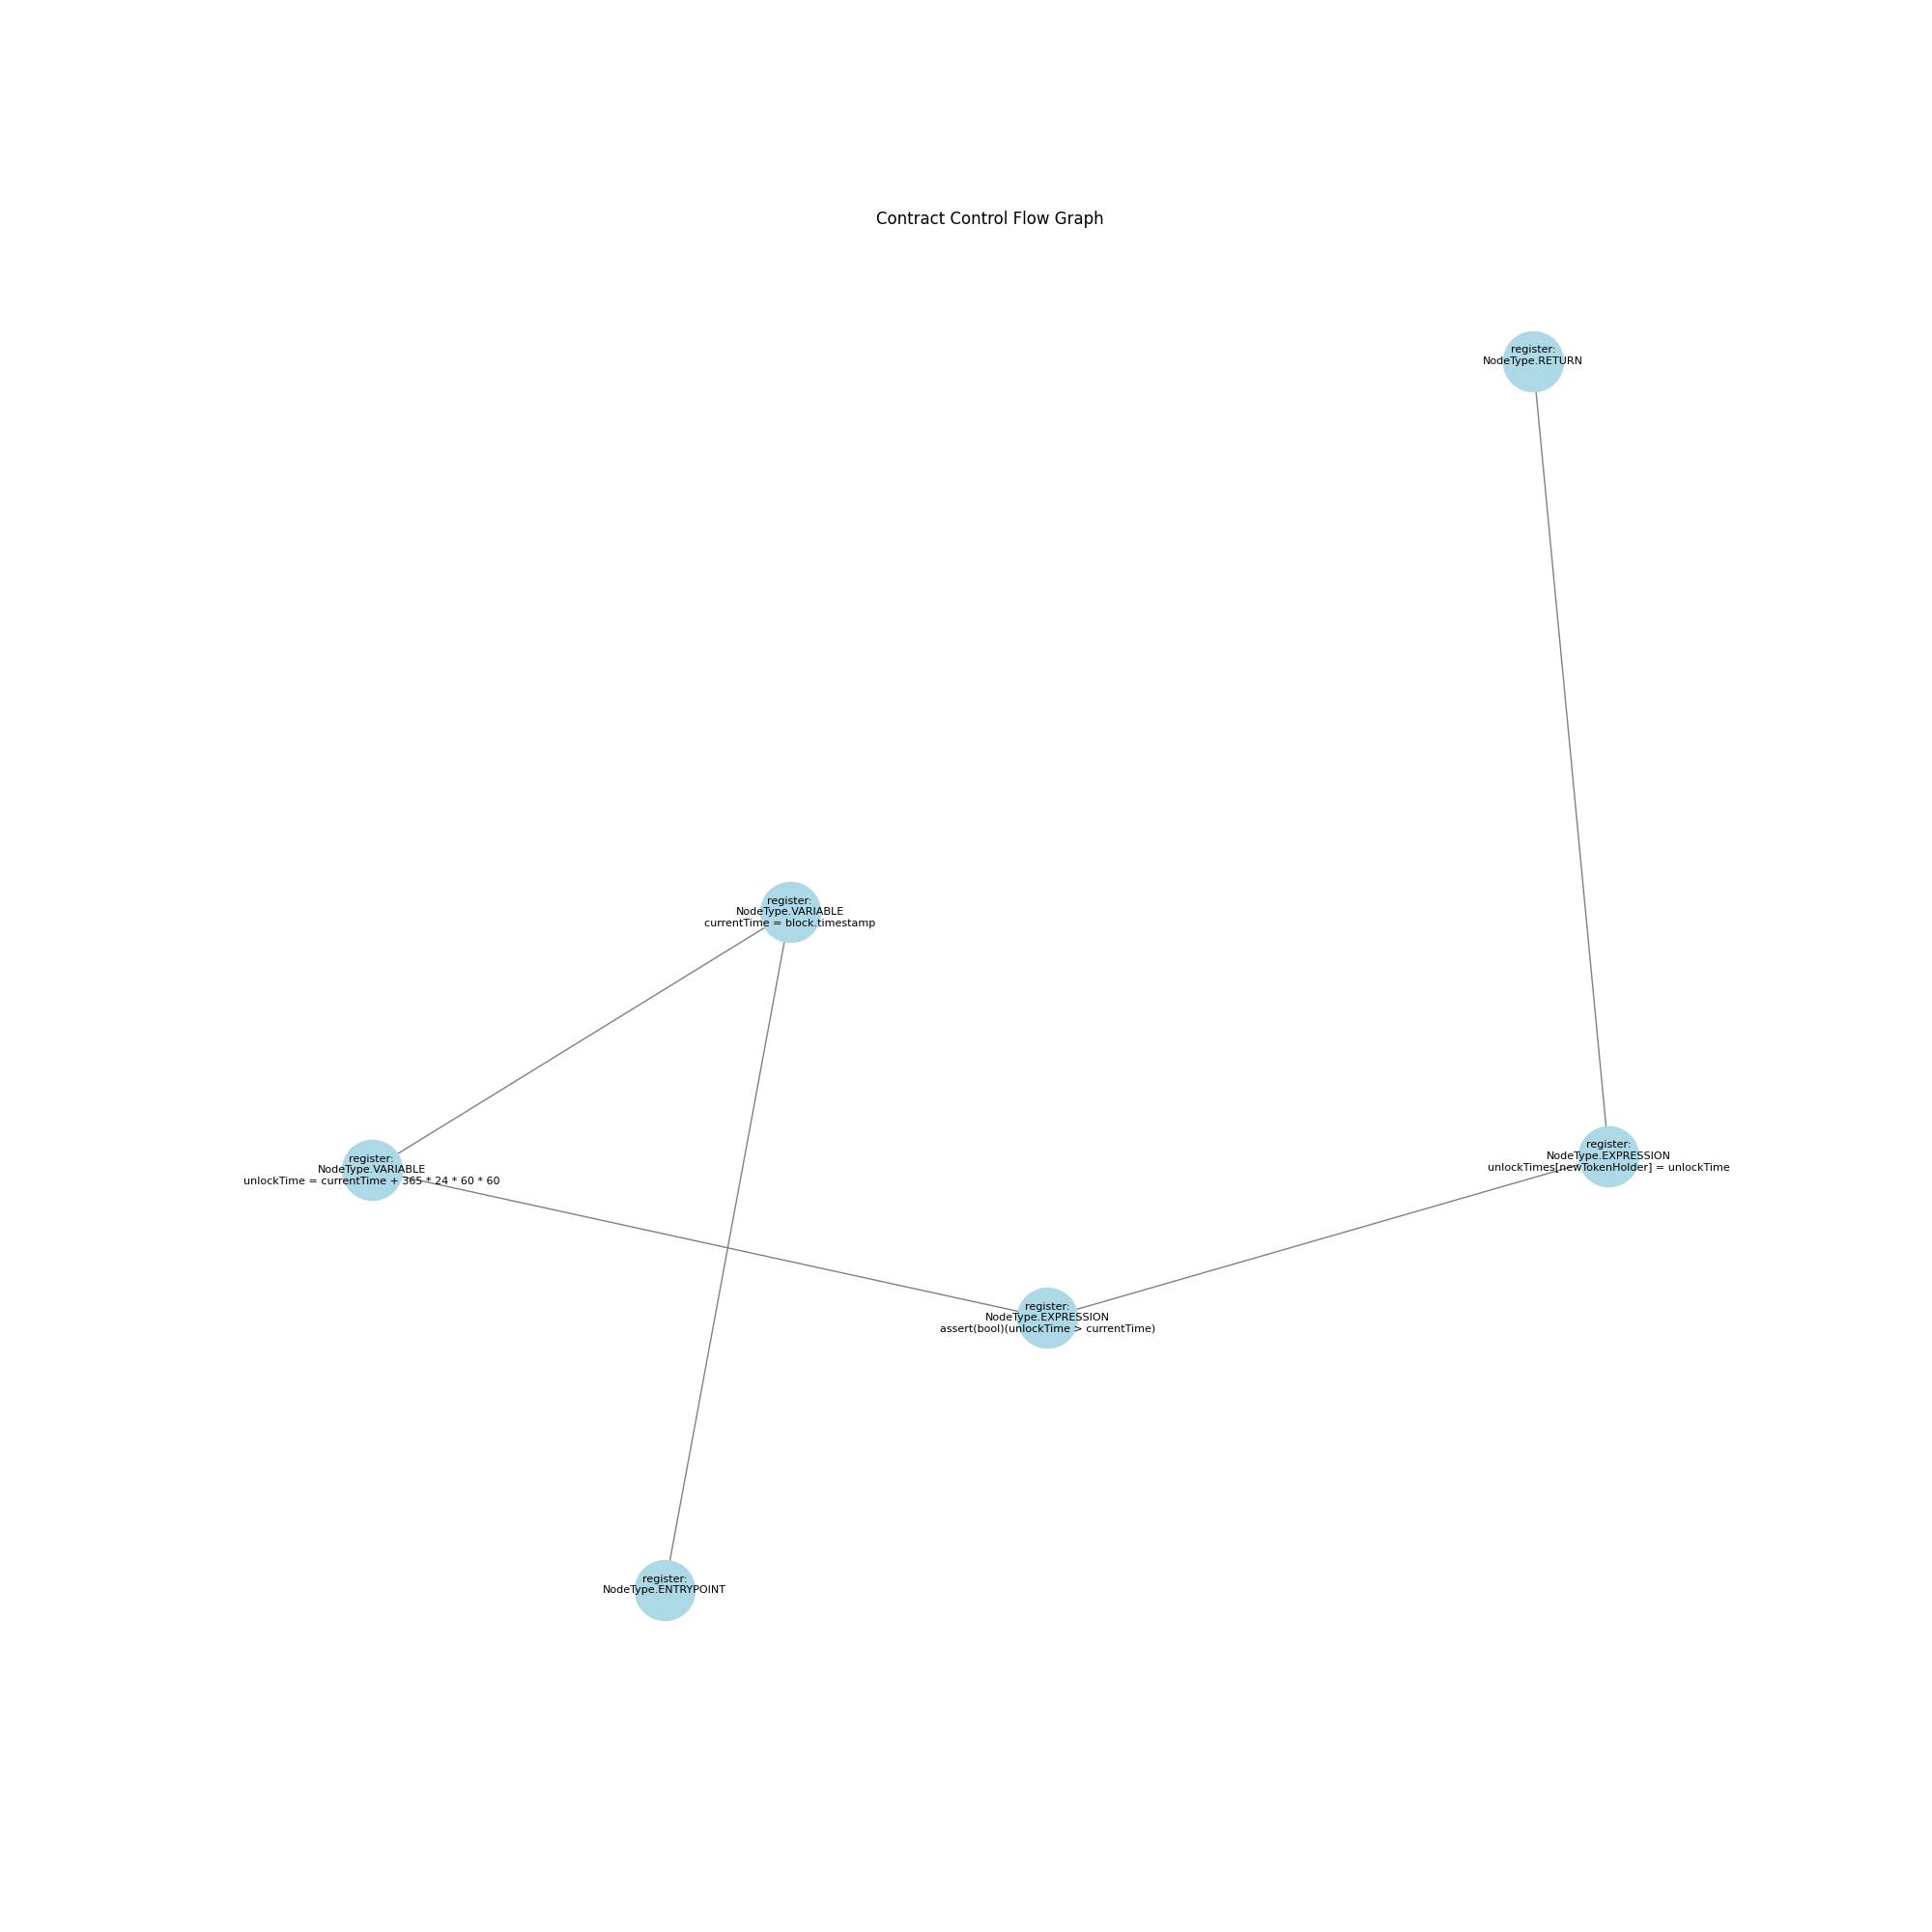 Contract Control Flow Graph
register:
NodeType.RETURN
register:
NodeType.VARIABLE
currentTime = block.timestamp
register:
NodeType.VARIABLE
unlockTime = currentTime + 365 * 24 * 60 * 60
register:
NodeType.EXPRESSION
unlockTimes[newTokenHolder] = unlockTime
register:
NodeType.EXPRESSION
assert(bool)(unlockTime > currentTime)
register:
NodeType.ENTRYPOINT